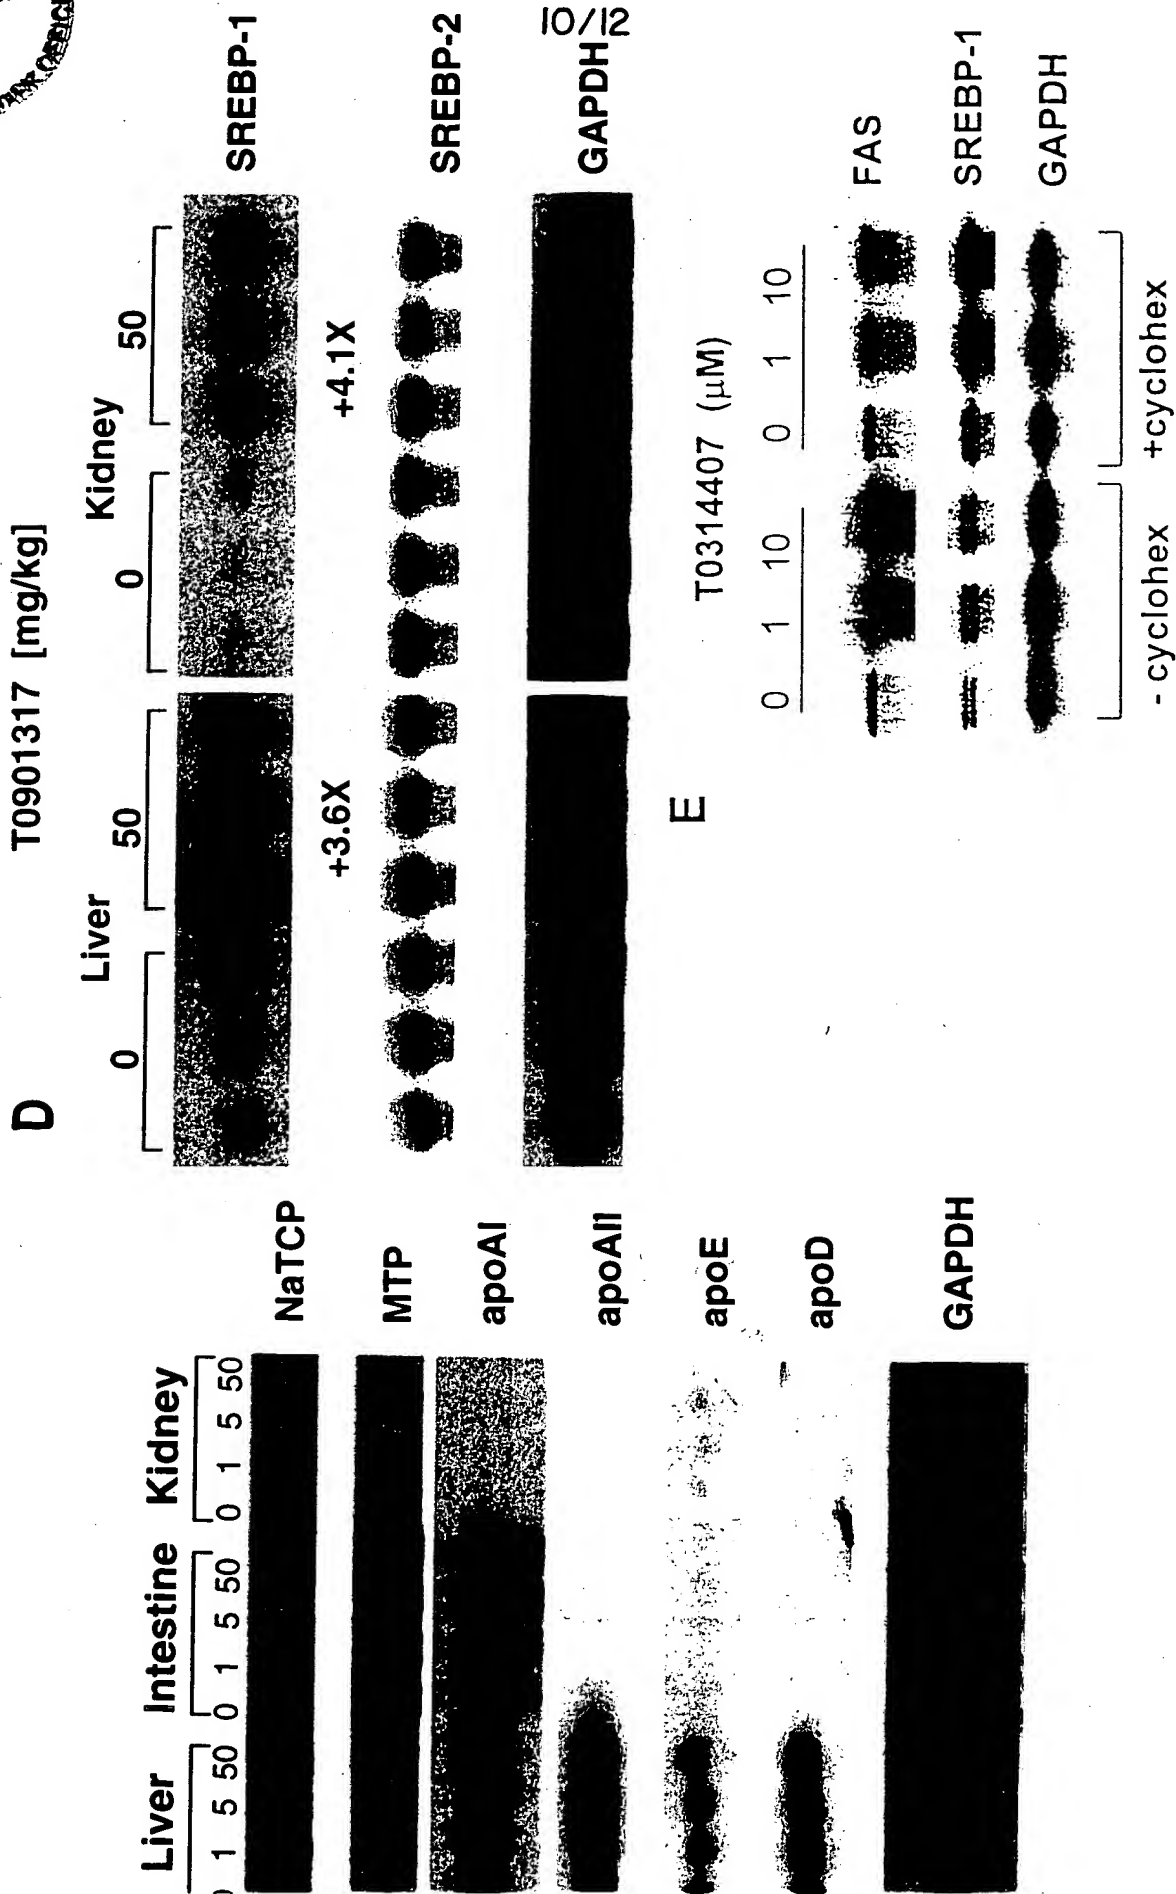 10/12
Liver Intestine Kidney
1 5 50 0 1 5 50 0 1 5 50
NaTCP
MTP
apoAI
apoAII
apoE
apoD
GAPDH
D
T0901317 [mg/kg]
Liver Kidney
0 50 0 50
SREBP-1
+3.6X +4.1X
SREBP-2
GAPDH
E
T0314407 (μM)
0 1 10 0 1 10
FAS
SREBP-1
GAPDH
- cyclohex +cyclohex